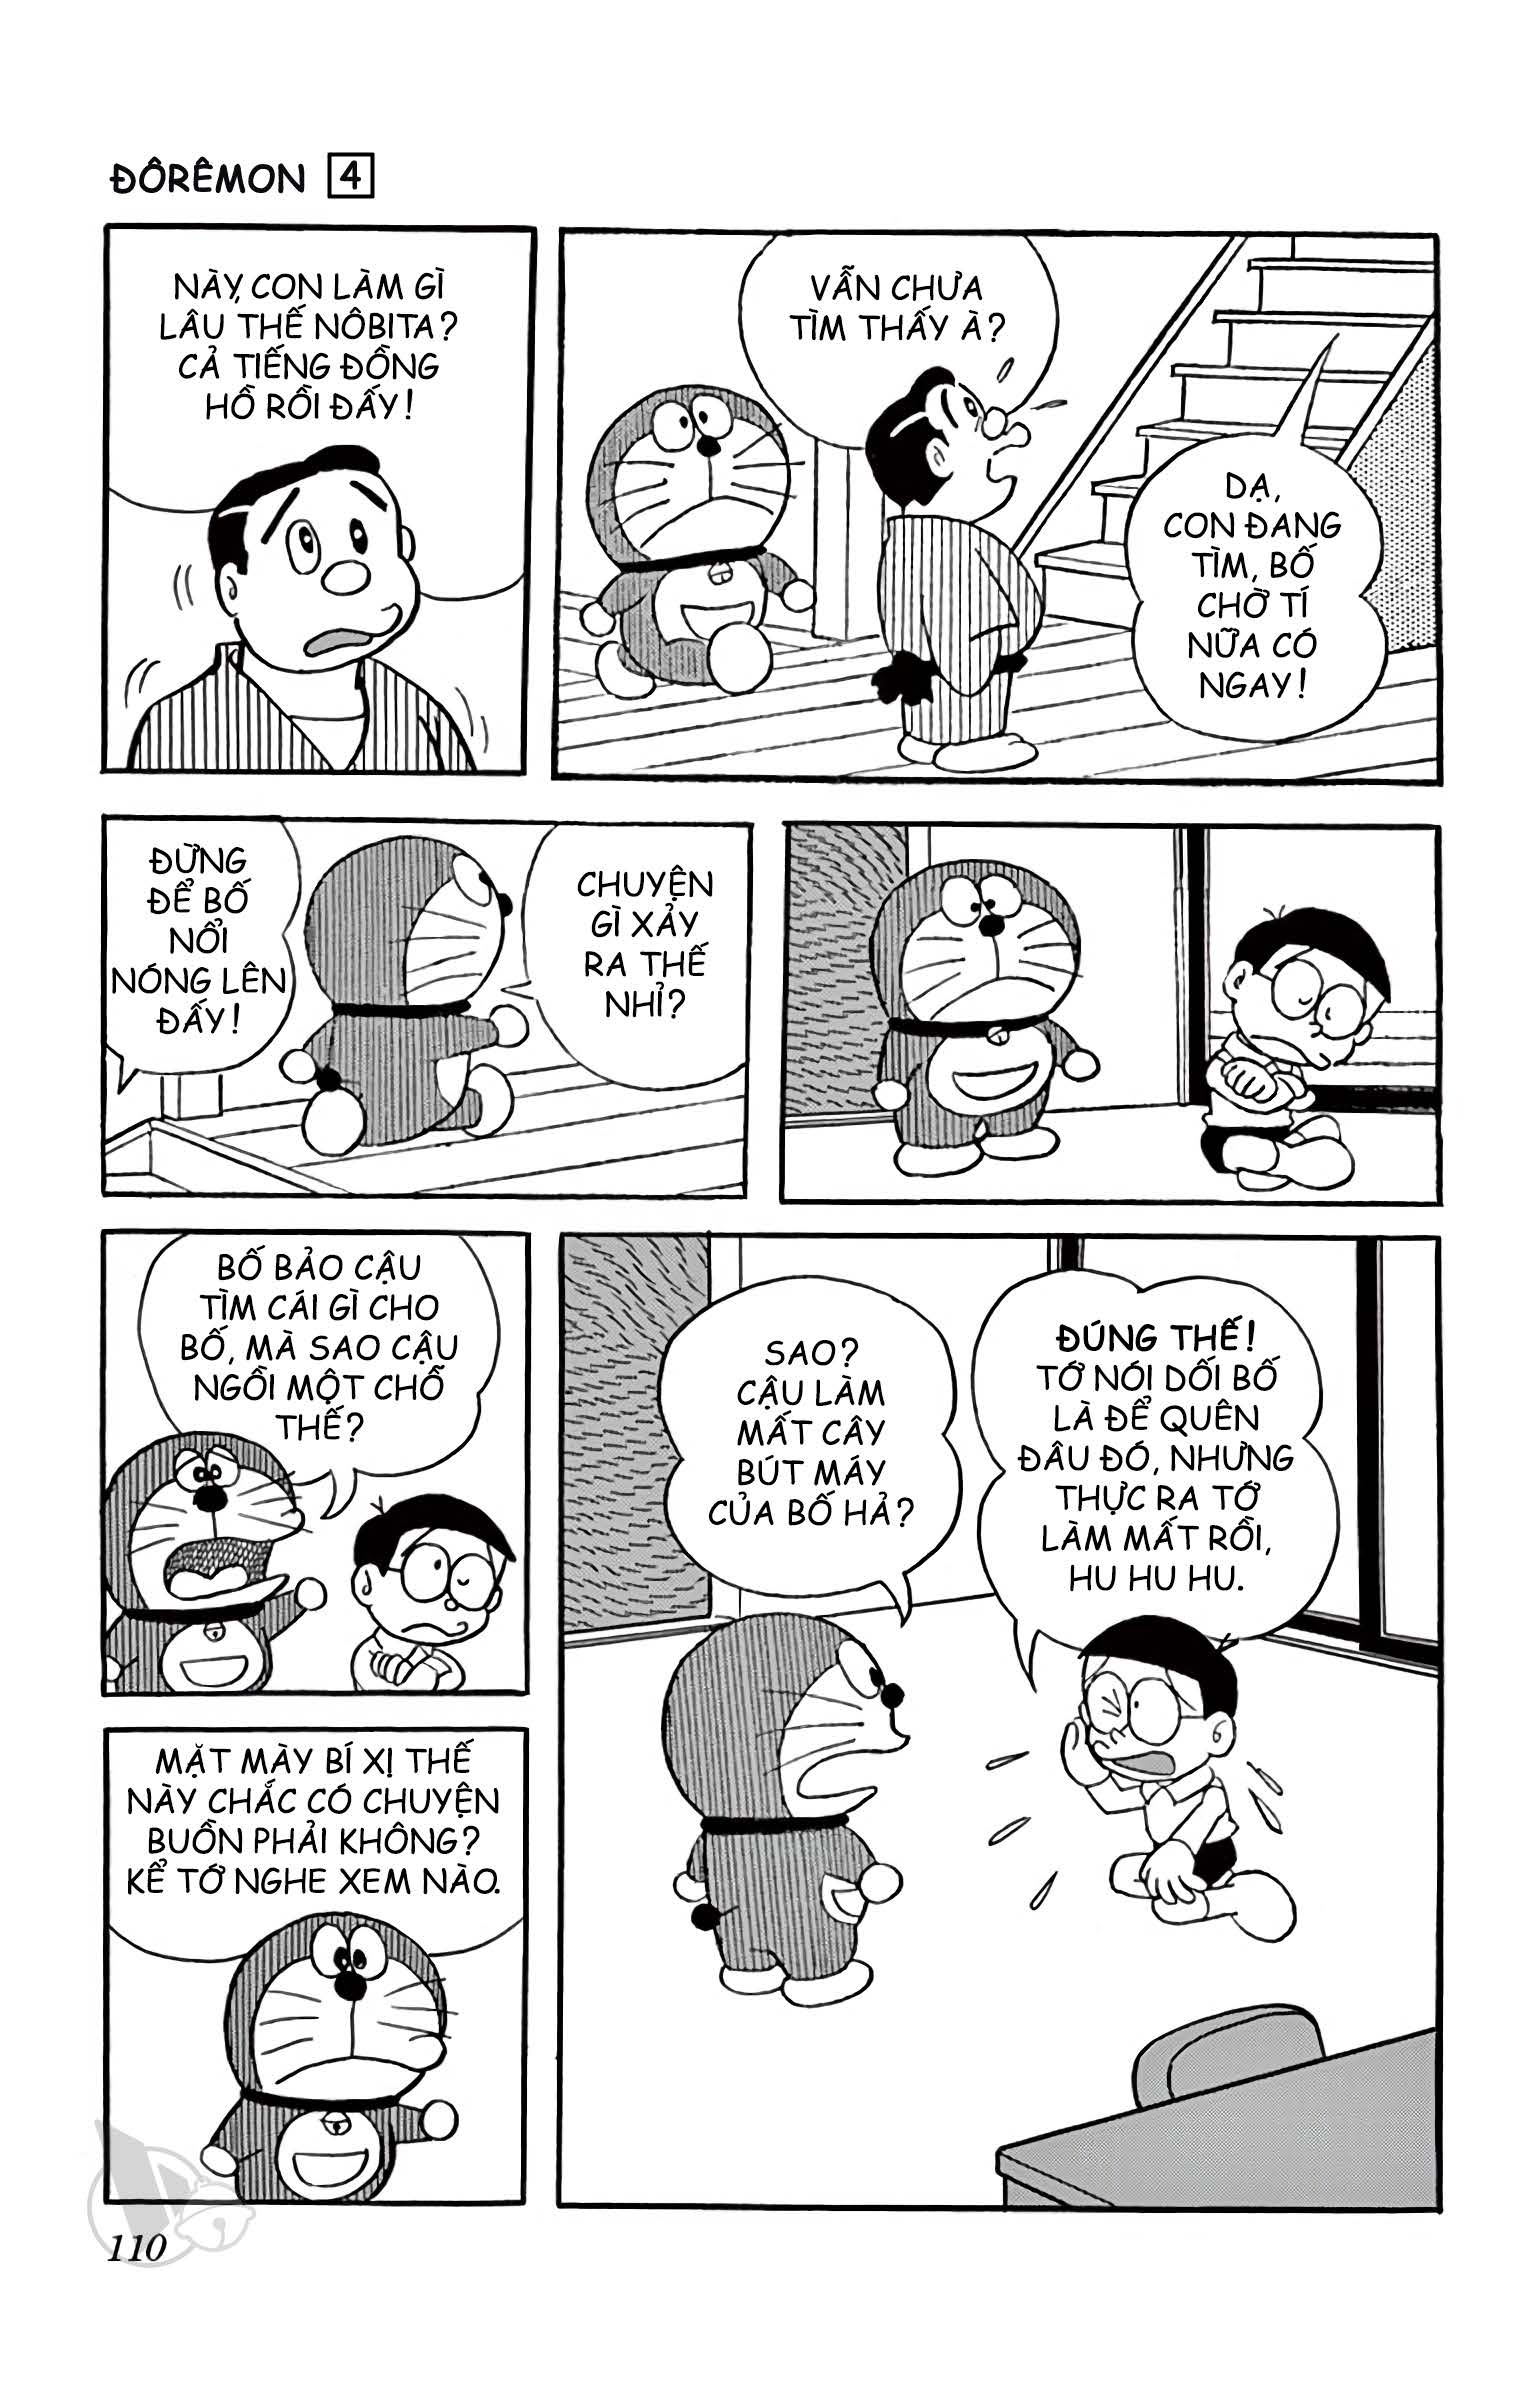 ĐÔRÊMON 4
NÀY, CON LÀM GÌ
LÂU THẾ NÔBITA?
CẢ TIẾNG ĐỒNG
HỒ RỒI ĐẤY!
VẪN CHƯA
TÌM THẤY À?
DẠ,
CON ĐANG
TÌM, BỐ
CHỜ TÍ
NỮA CÓ
NGAY!
ĐỪNG
ĐỂ BỐ
NỔI
NÓNG LÊN
ĐẤY!
CHUYỆN
GÌ XẢY
RA THẾ
NHỈ?
BỐ BẢO CẬU
TÌM CÁI GÌ CHO
BỐ, MÀ SAO CẬU
NGỒI MỘT CHỖ
THẾ?
MẶT MÀY BÍ XỊ THẾ
NÀY CHẮC CÓ CHUYỆN
BUỒN PHẢI KHÔNG?
KỂ TỚ NGHE XEM NÀO.
SAO?
CẬU LÀM
MẤT CÂY
BÚT MÁY
CỦA BỐ HẢ?
ĐÚNG THẾ!
TỚ NÓI DỐI BỐ
LÀ ĐỂ QUÊN
ĐÂU ĐÓ, NHƯNG
THỰC RA TỚ
LÀM MẤT RỒI,
HU HU HU.
110